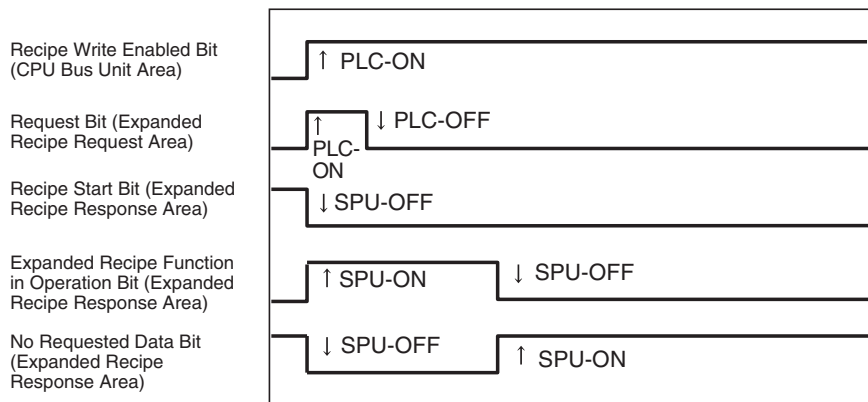 Recipe Write Enabled Bit
(CPU Bus Unit Area)
↑ PLC-ON
Request Bit (Expanded
Recipe Request Area)
↑
PLC-
ON
↓ PLC-OFF
Recipe Start Bit (Expanded
Recipe Response Area)
↓ SPU-OFF
Expanded Recipe Function
in Operation Bit (Expanded
Recipe Response Area)
↑ SPU-ON
↓ SPU-OFF
No Requested Data Bit
(Expanded Recipe
Response Area)
↓ SPU-OFF
↑ SPU-ON